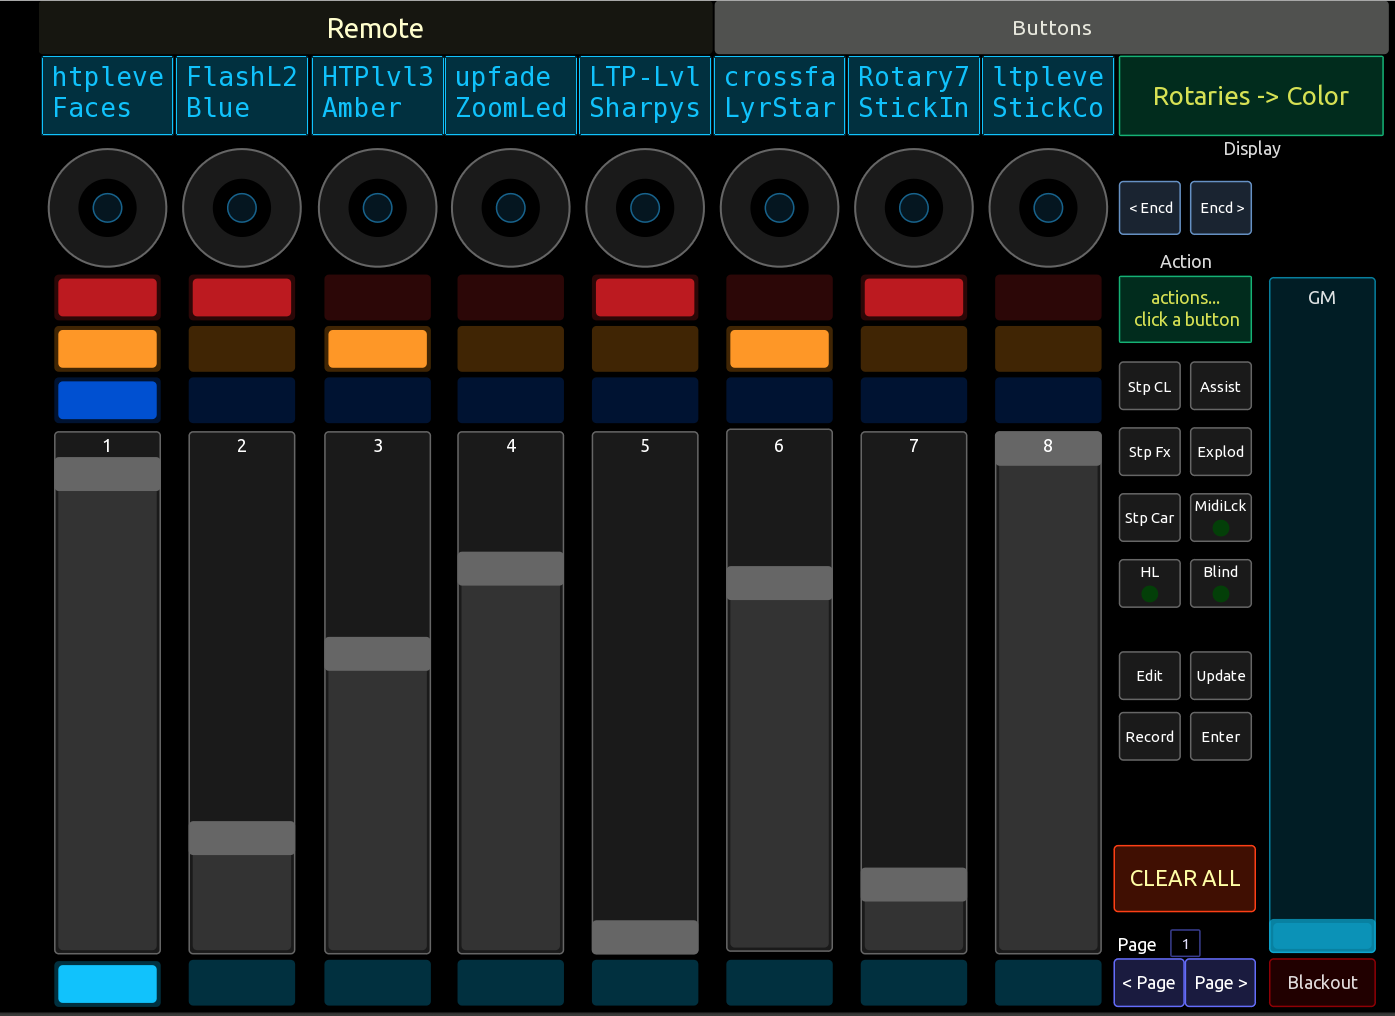 Remote
Buttons
htpleve
Faces
FlashL2
Blue
HTPlvl3
Amber
upfade
ZoomLed
LTP-Lvl
Sharpys
crossfa
LyrStar
Rotary7
StickIn
ltpleve
StickCo
Rotaries -> Color
Display
< Encd
Encd >
Action
actions...
click a button
GM
Stp CL
Assist
1
2
3
4
5
6
7
8
Stp Fx
Explod
Stp Car
MidiLck
HL
Blind
Edit
Update
Record
Enter
CLEAR ALL
Page
1
< Page
Page >
Blackout